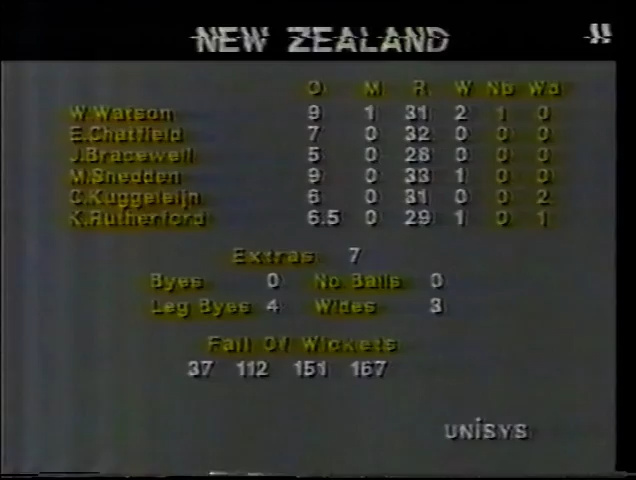 NEW ZEALAND
O M R W Nb Wd
W.Watson 9 1 31 2 1 0
E.Chatfield 7 0 32 0 0 0
J.Bracewell 5 0 28 0 0 0
M.Snedden 9 0 33 1 0 0
C.Kuggeleijn 6 0 31 0 0 2
K.Rutherford 6.5 0 29 1 0 1
Extras 7
Byes 0 No Balls 0
Leg Byes 4 Wides 3
Fall Of Wickets
37 112 151 167
UNiSYS